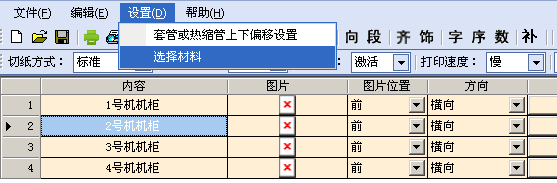 文件(F) 编辑(E) 设置(D) 帮助(H)
套管或热缩管上下偏移设置
向 段 齐 饰 字 序 数 补
选择材料
切纸方式： 标准 激活 打印速度： 慢
内容 图片 图片位置 方向
1 1号机机柜 前 横向
2 2号机机柜 前 横向
3 3号机机柜 前 横向
4 4号机机柜 前 横向